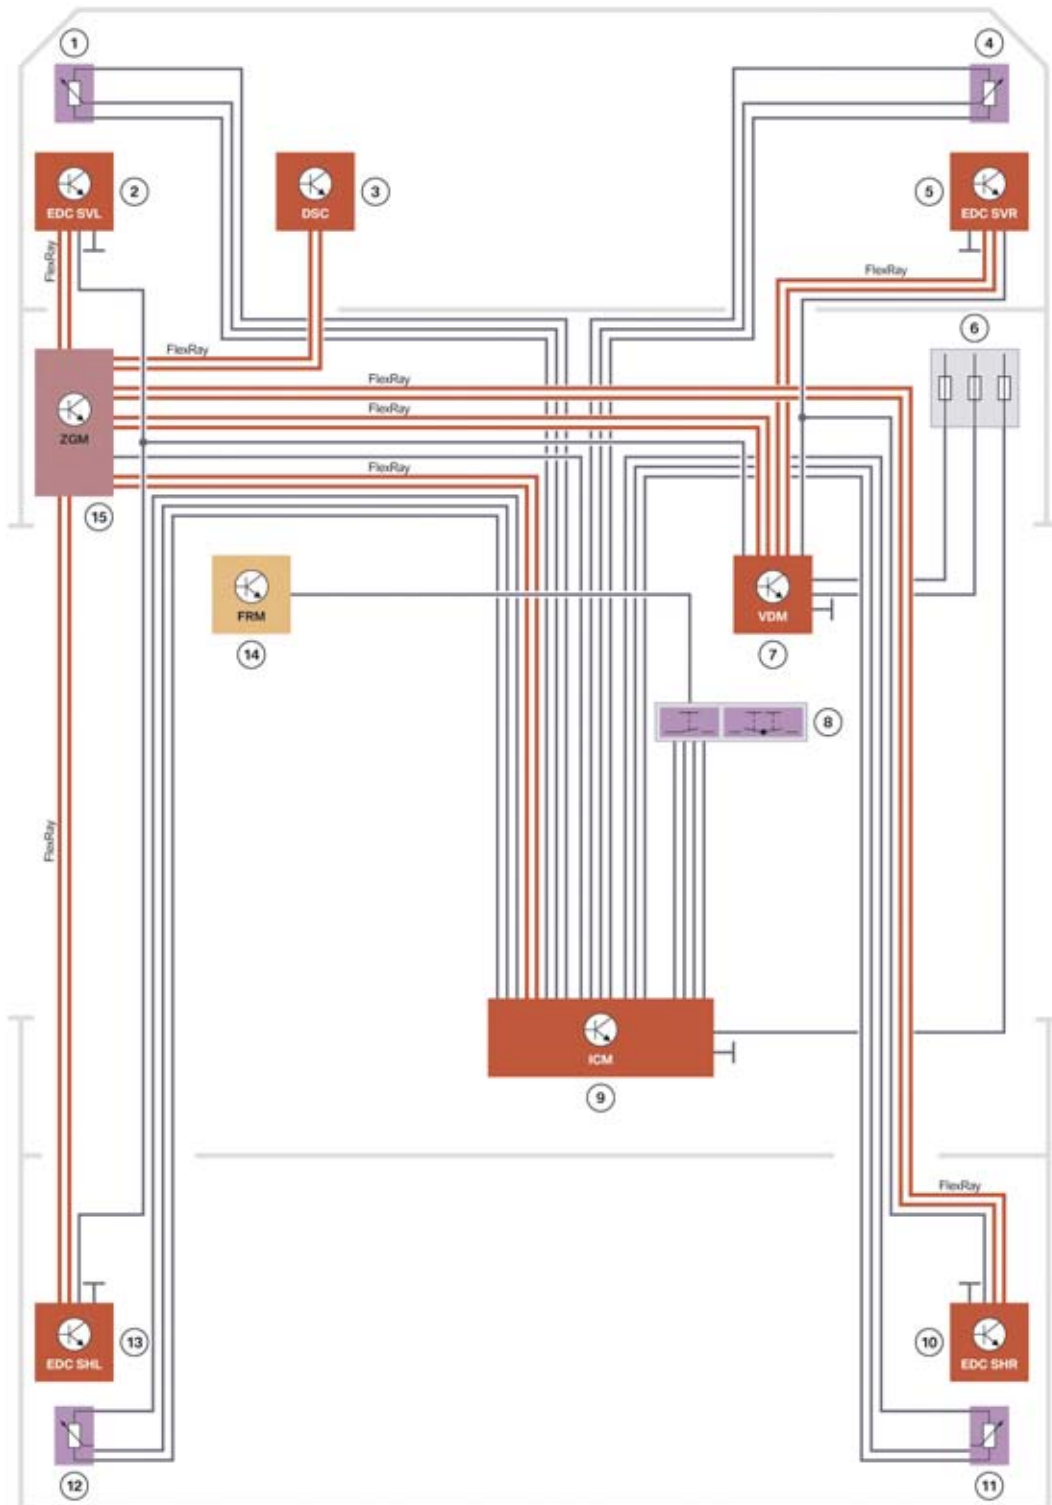 1
4
2
3
5
EDC SVL
DSC
EDC SVR
FlexRay
FlexRay
6
FlexRay
FlexRay
FlexRay
ZGM
FlexRay
15
FRM
VDM
14
7
8
FlexRay
ICM
9
FlexRay
13
10
EDC SHL
EDC SHR
12
11